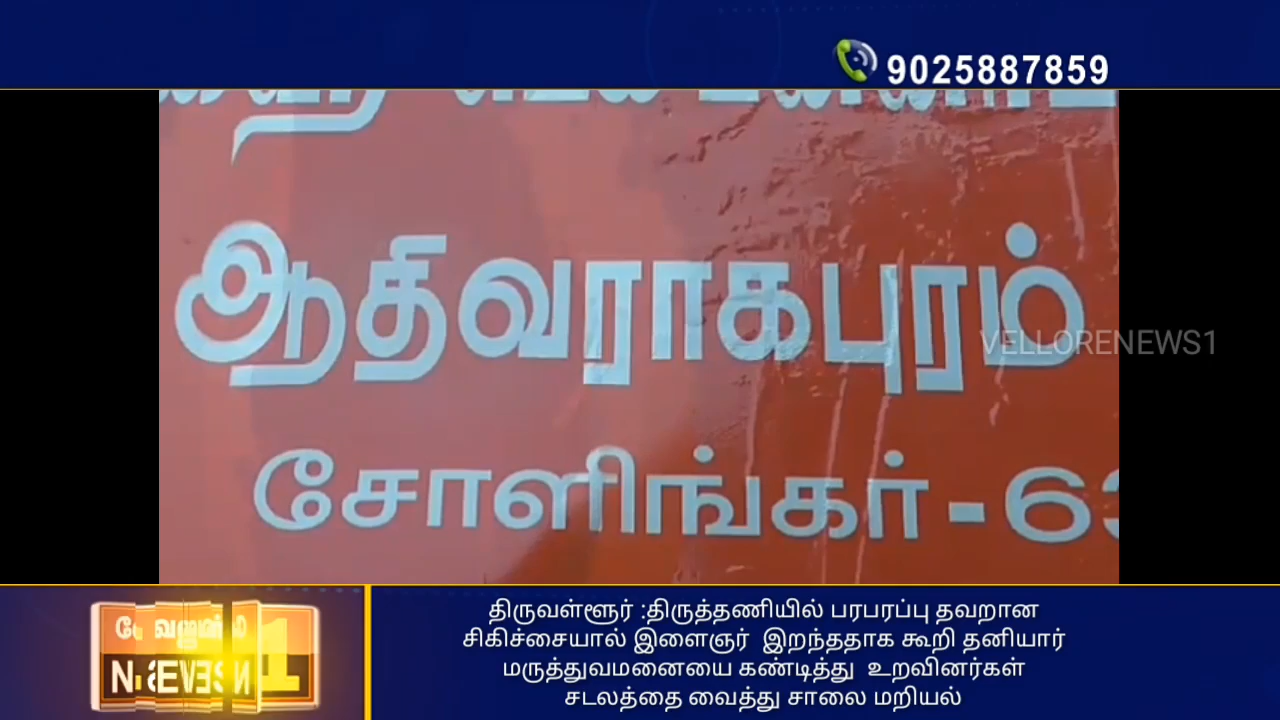 9025887859
ஆதிவராகபுரம்
VELLORENEWS1
சோளிங்கர் - 63
திருவள்ளூர் :திருத்தணியில் பரபரப்பு தவறான
சிகிச்சையால் இளைஞர் இறந்ததாக கூறி தனியார்
மருத்துவமனையை கண்டித்து உறவினர்கள்
சடலத்தை வைத்து சாலை மறியல்